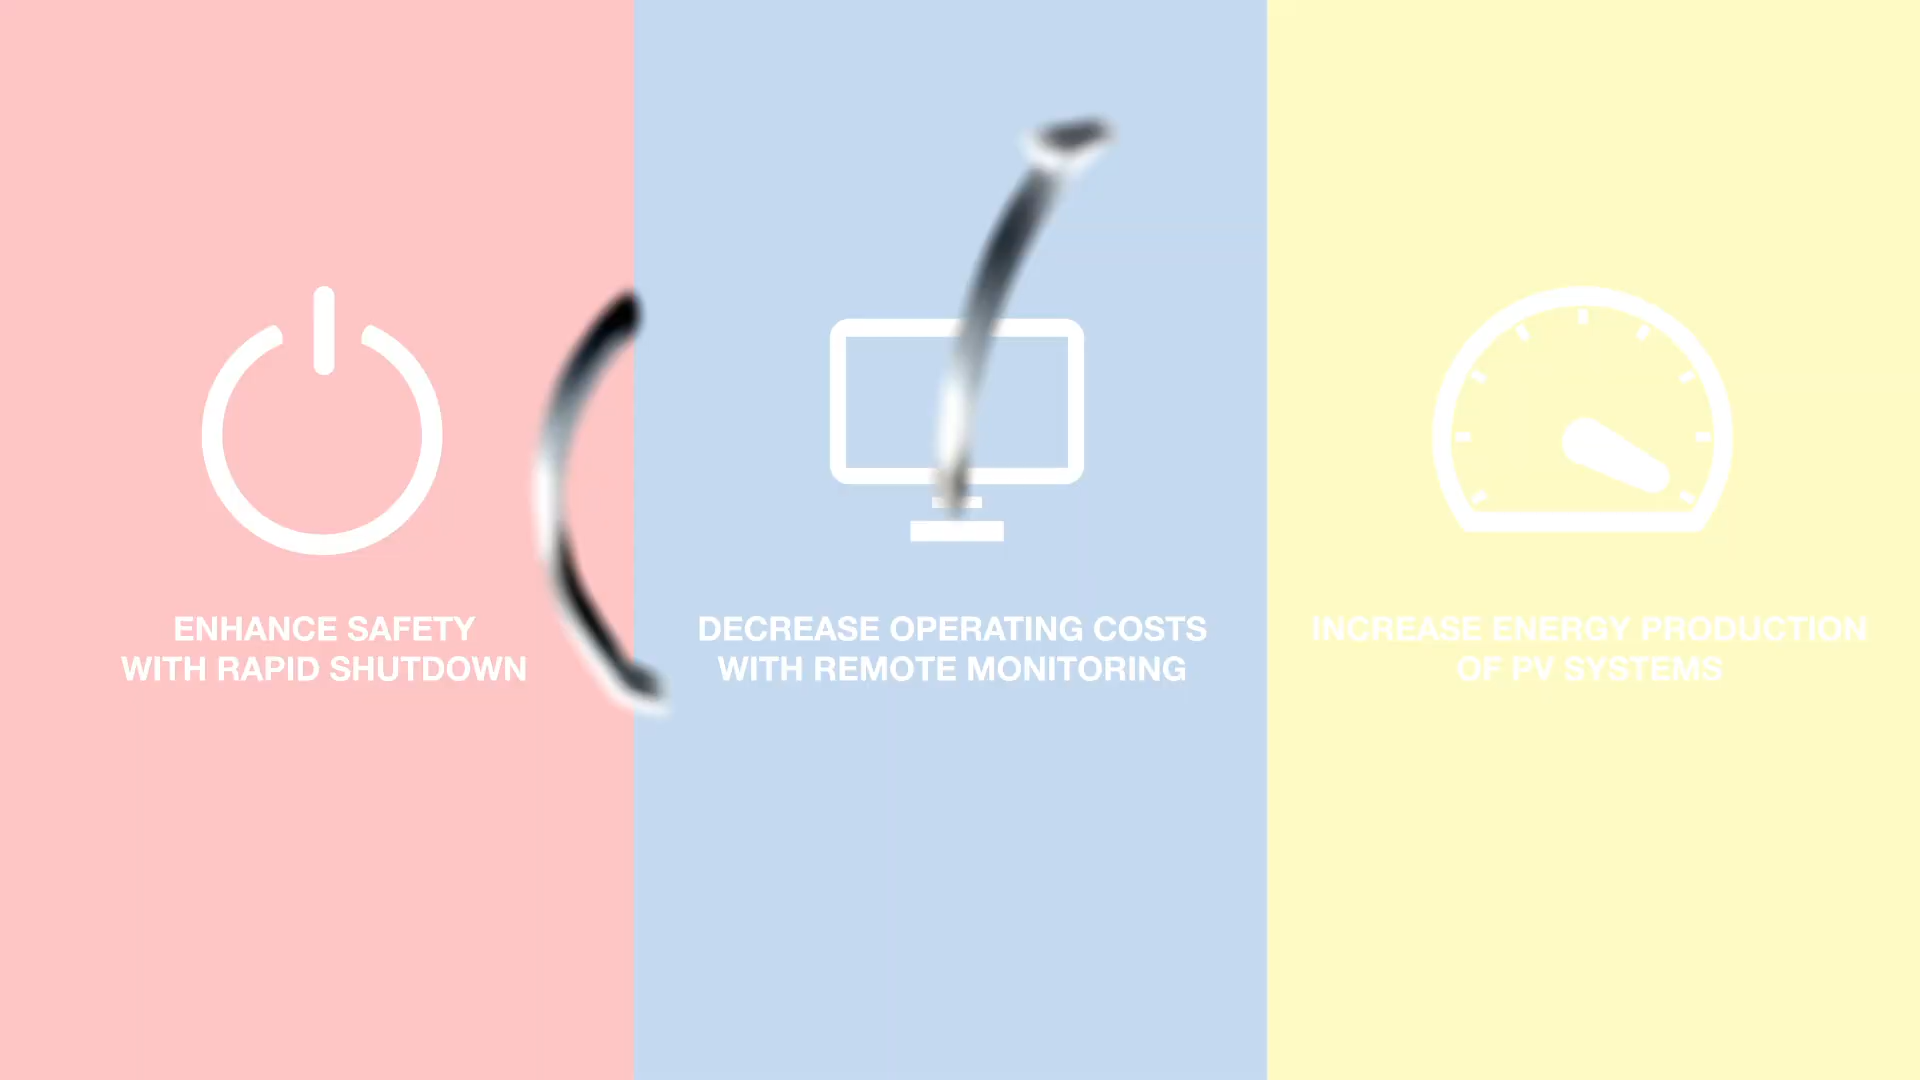 ENHANCE SAFETY
WITH RAPID SHUTDOWN
DECREASE OPERATING COSTS
WITH REMOTE MONITORING
INCREASE ENERGY PRODUCTION
OF PV SYSTEMS